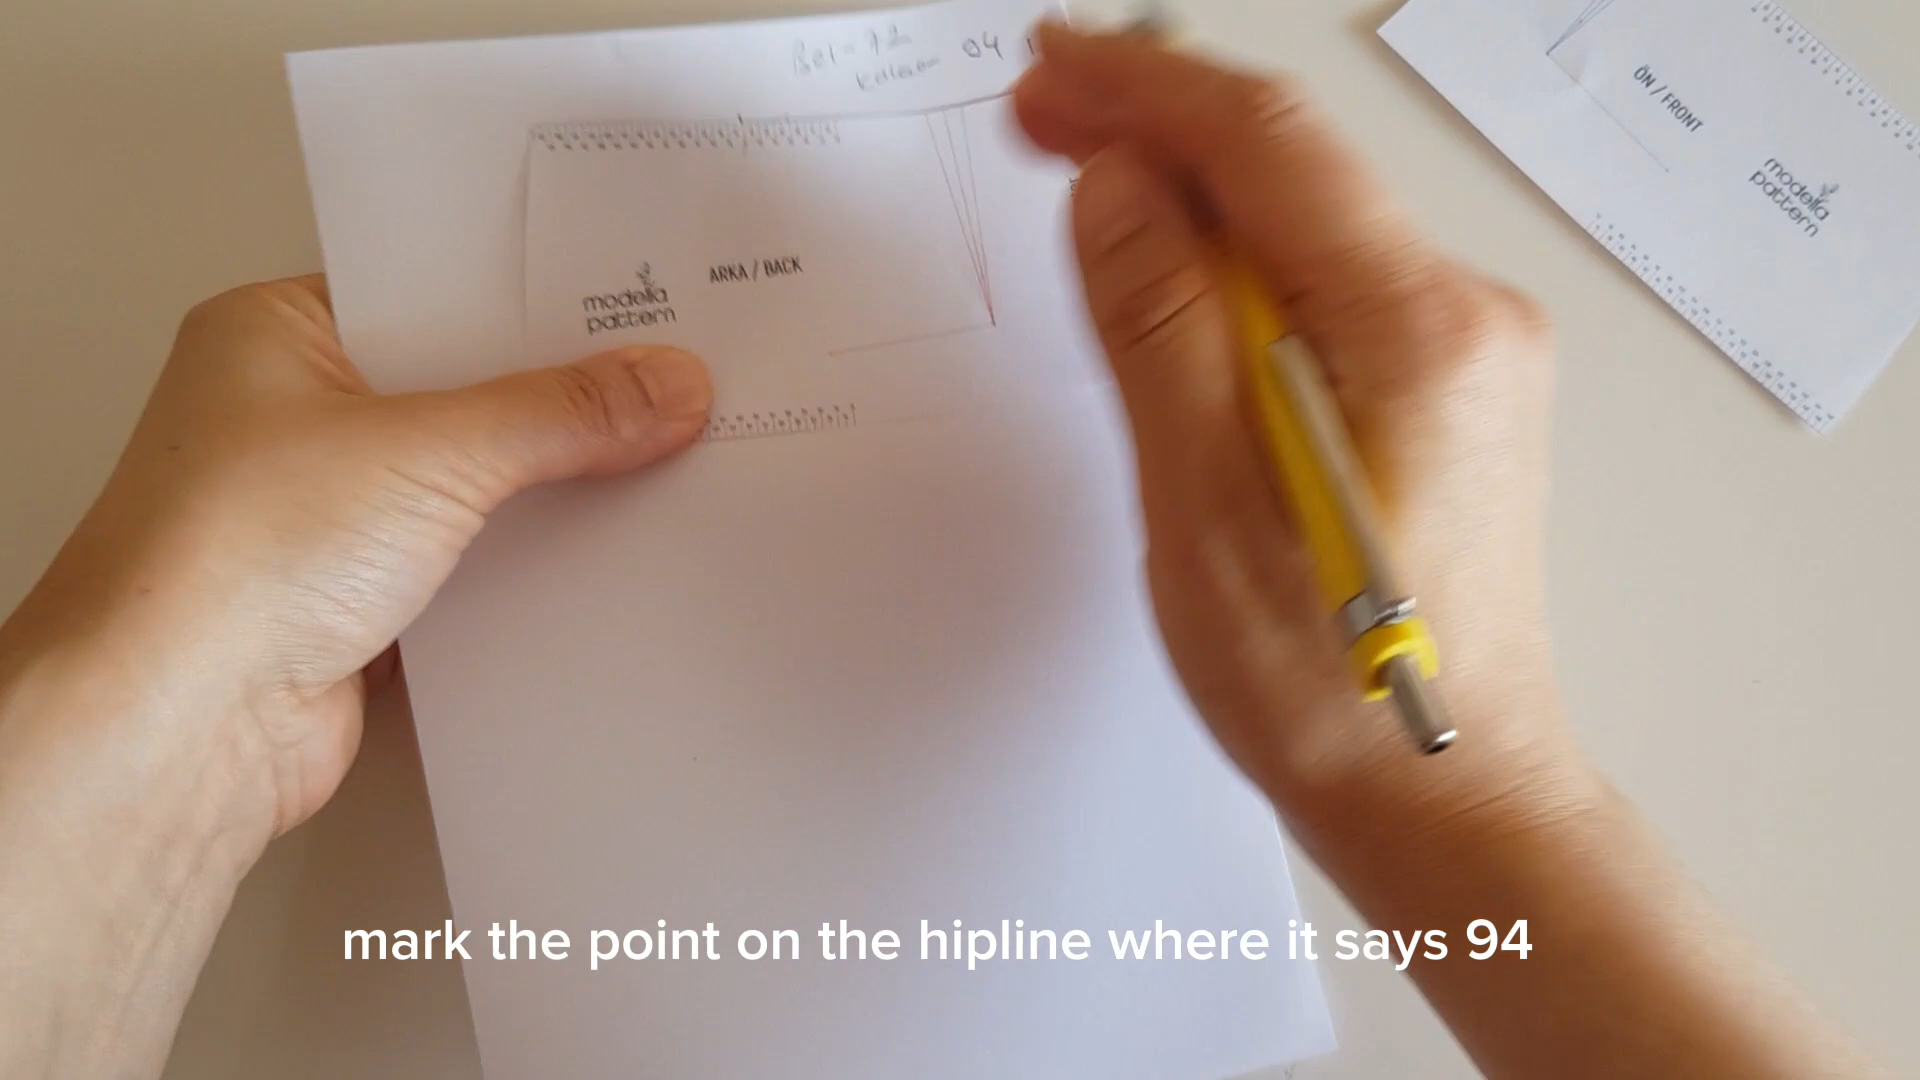 Bel = 72
94
ARKA / BACK
modella
pattern
ÖN / FRONT
modella
pattern
mark the point on the hipline where it says 94